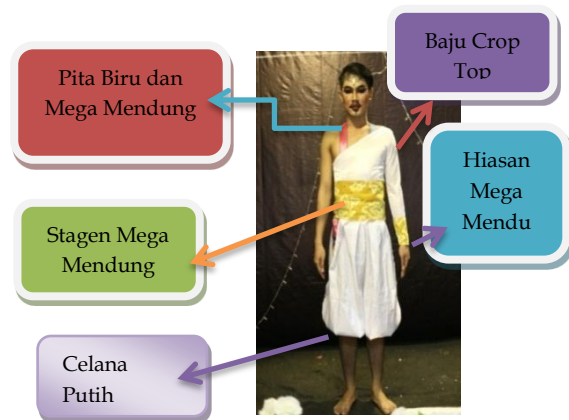 Pita Biru dan
Mega Mendung
Baju Crop
Top
Hiasan
Mega
Mendu
Stagen Mega
Mendung
Celana
Putih